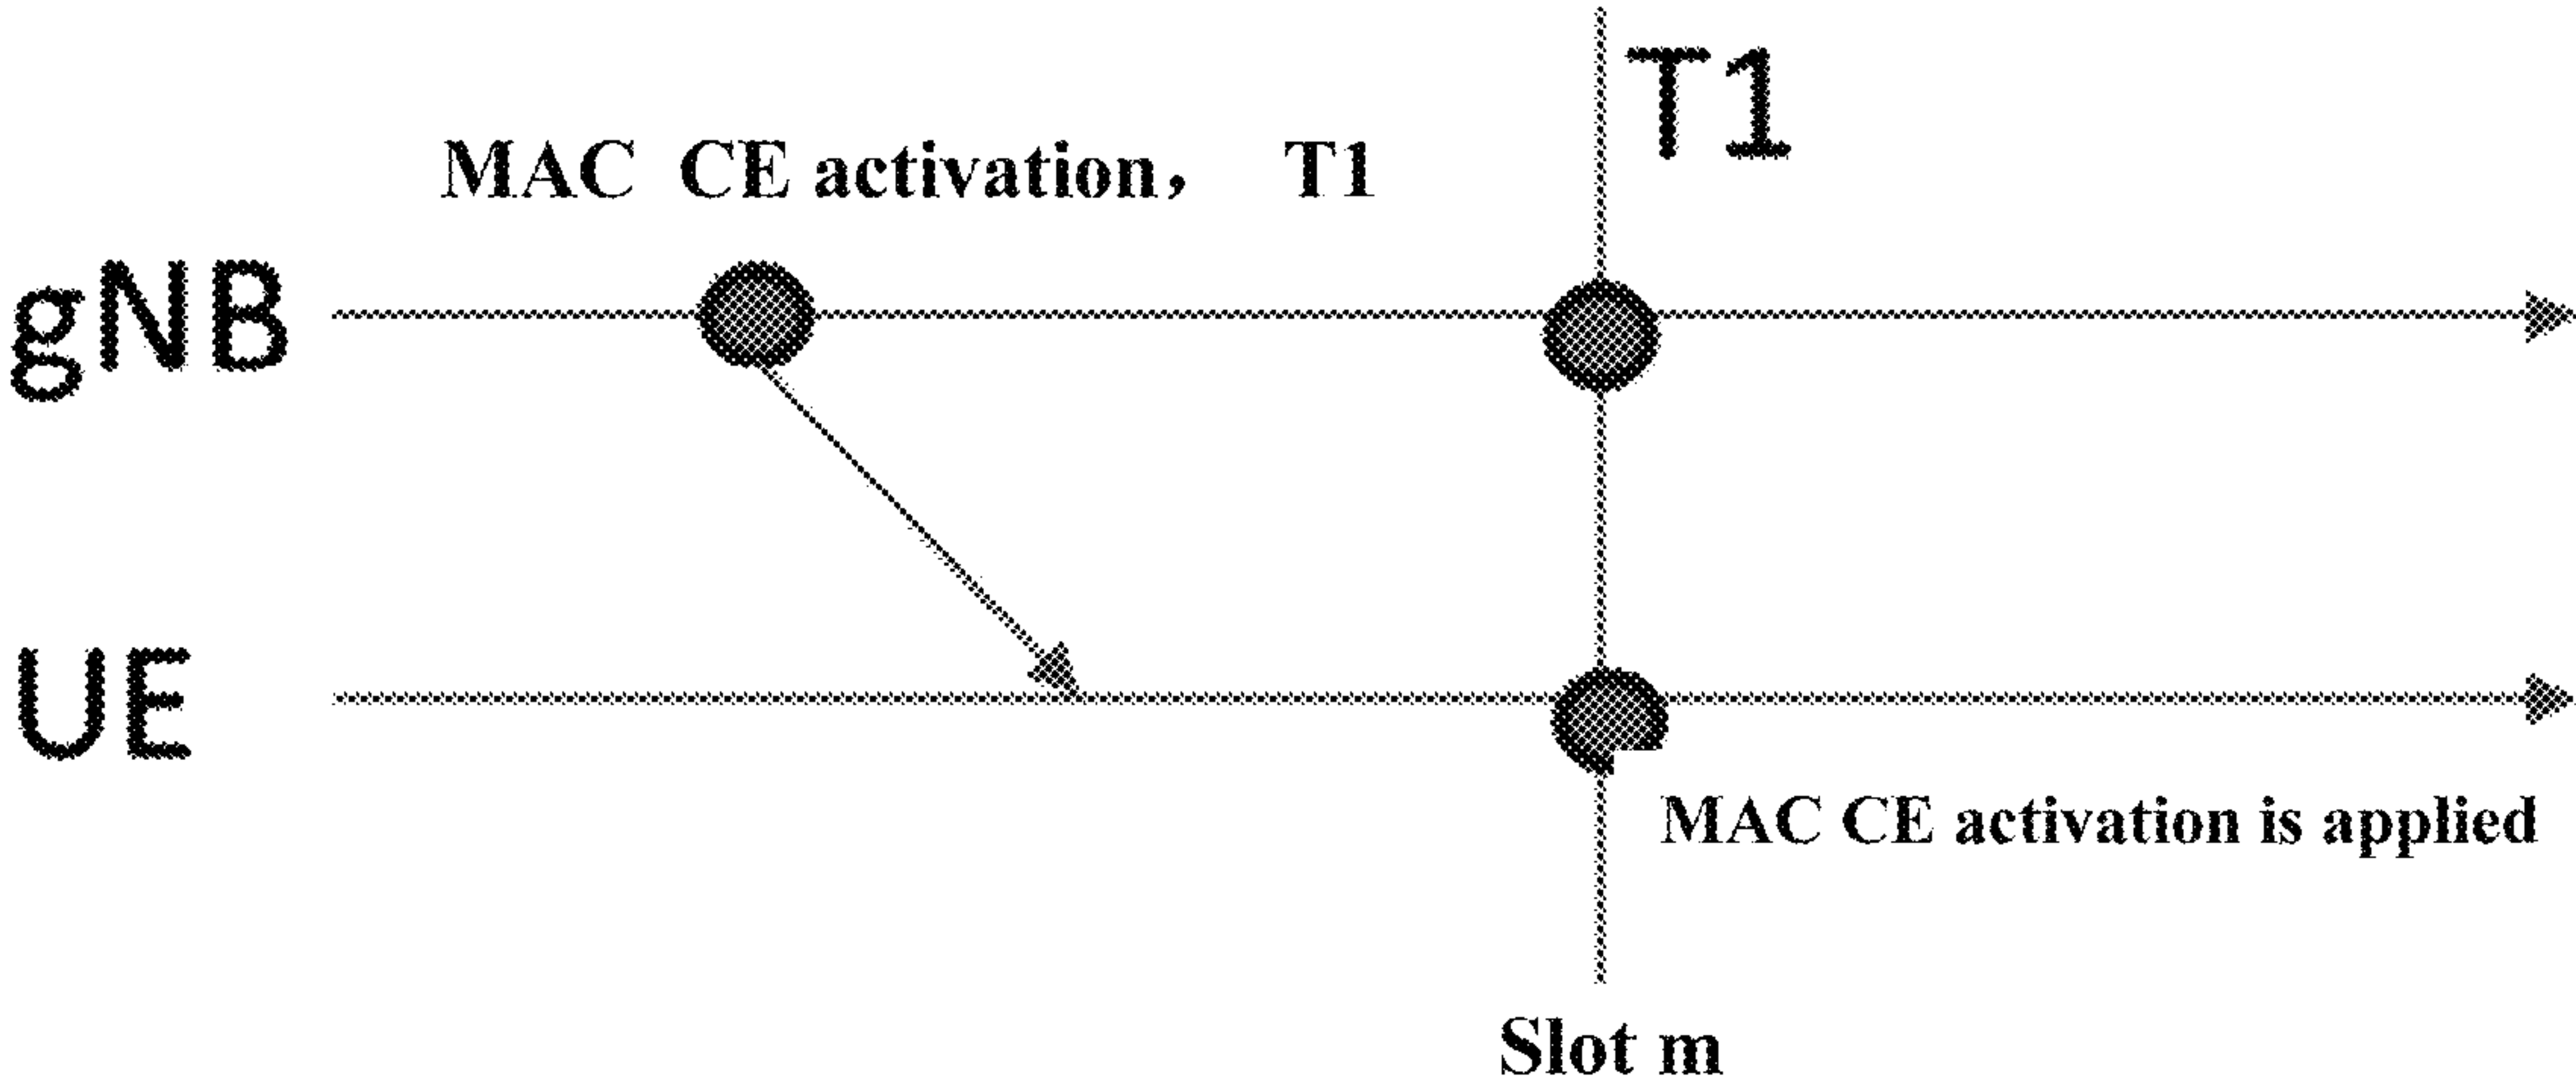 T1
MAC CE activation， T1
gNB
UE
MAC CE activation is applied
Slot m